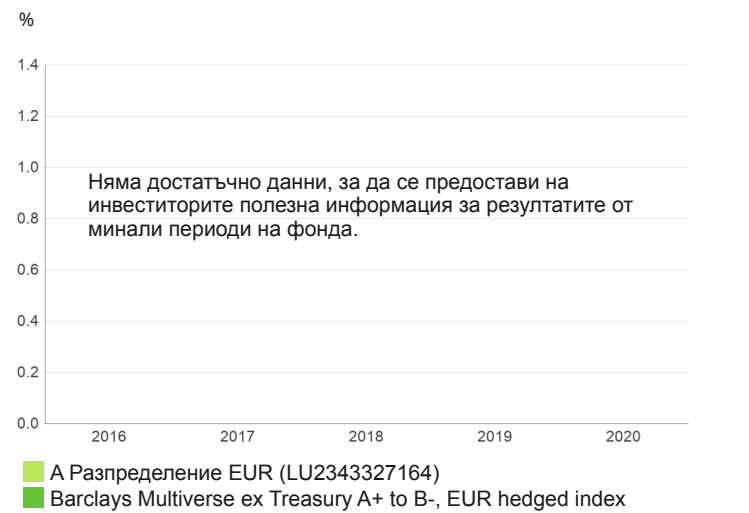 %
1.4
1.2
1.0
Няма достатъчно данни, за да се предостави на
инвеститорите полезна информация за резултатите от
0.8
минали периоди на фонда.
0.6
0.4
0.2
0.0
2016 2017 2018 2019 2020
А Разпределение EUR (LU2343327164)
Barclays Multiverse ex Treasury A+ to B-, EUR hedged index